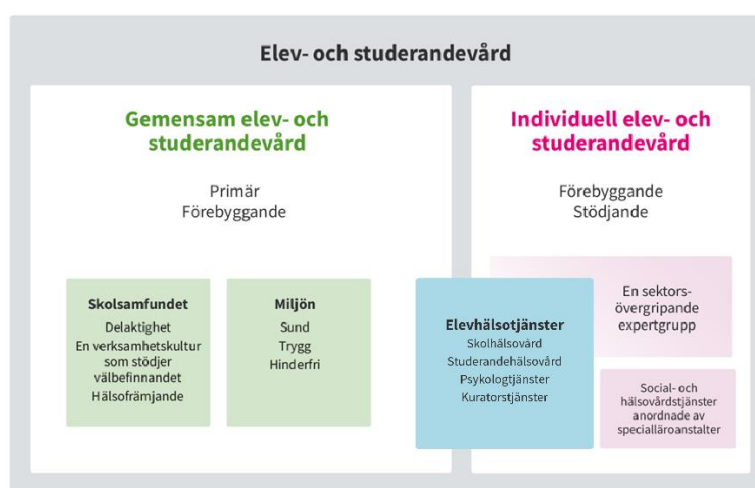 Elev- och studerandevård
Gemensam elev- och
studerandevård
Primär
Förebyggande
Skolsamfundet
Delaktighet
En verksamhetskultur
som stödjer
välbefinnandet
Hälsofrämjande
Miljön
Sund
Trygg
Hinderfri
Elevhälsotjänster
Skolhälsovård
Studerandehälsovård
Psykologtjänster
Kuratorstjänster
Individuell elev- och
studerandevård
Förebyggande
Stödjande
En sektors-
övergripande
expertgrupp
Social- och
hälsovårdstjänster
anordnade av
specialläroanstalter